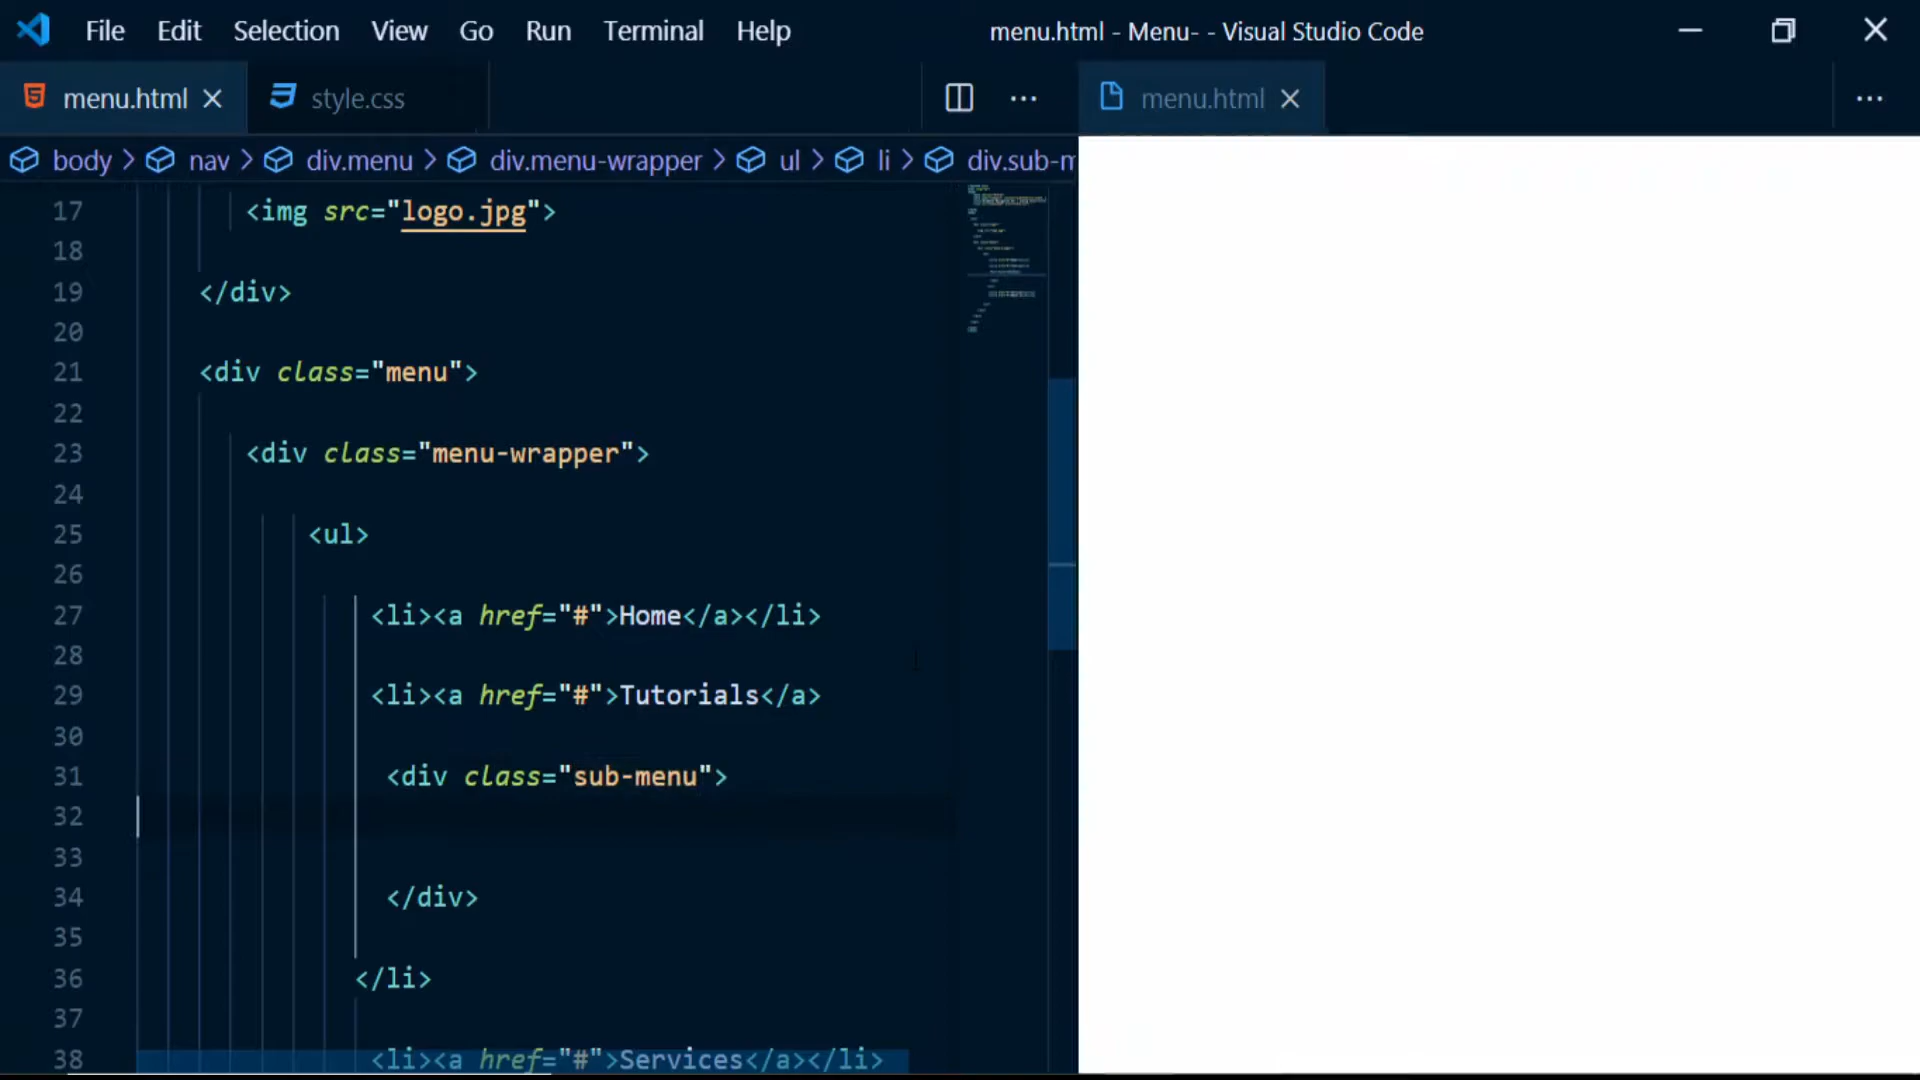 File Edit Selection View Go Run Terminal Help menu.html - Menu- - Visual Studio Code
menu.html style.css menu.html
body > nav > div.menu > div.menu-wrapper > ul > li > div.sub-m
17 <img src="logo.jpg">
18
19 </div>
20
21 <div class="menu">
22
23 <div class="menu-wrapper">
24
25 <ul>
26
27 <li><a href="#">Home</a></li>
28
29 <li><a href="#">Tutorials</a>
30
31 <div class="sub-menu">
32
33
34 </div>
35
36 </li>
37
38 <li><a href="#">Services</a></li>